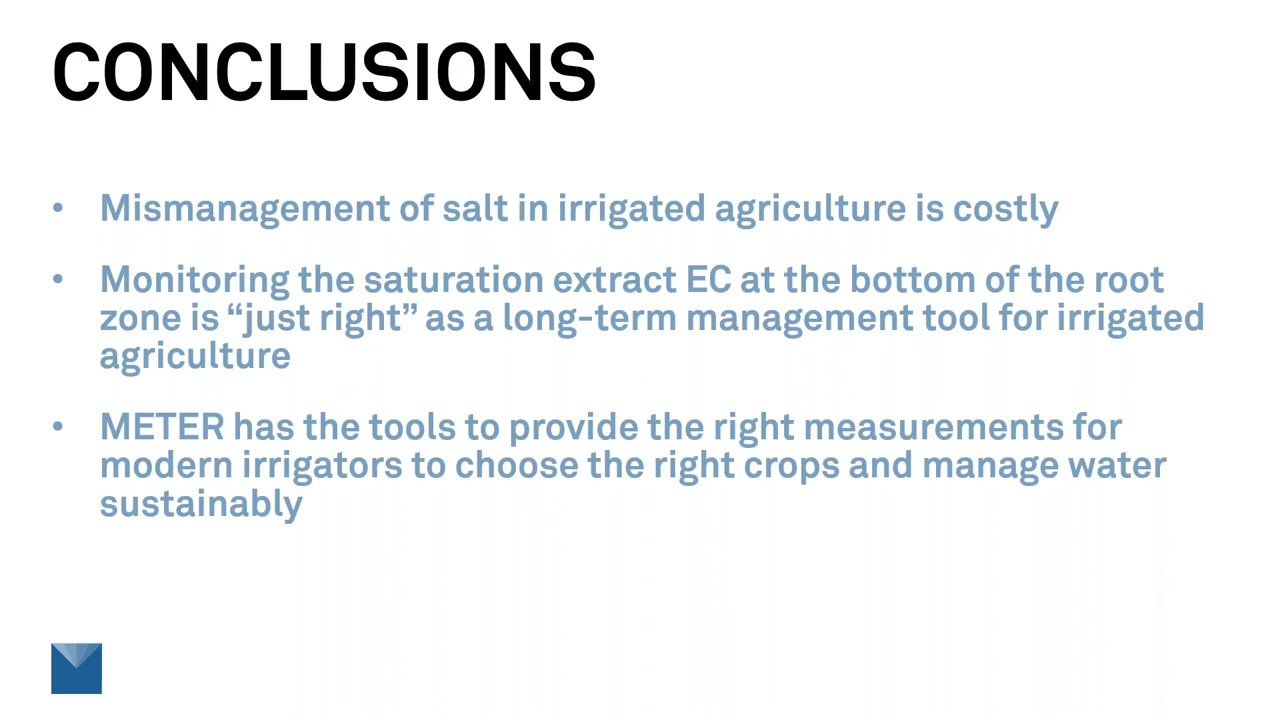 CONCLUSIONS
• Mismanagement of salt in irrigated agriculture is costly
• Monitoring the saturation extract EC at the bottom of the root
zone is “just right” as a long-term management tool for irrigated
agriculture
• METER has the tools to provide the right measurements for
modern irrigators to choose the right crops and manage water
sustainably